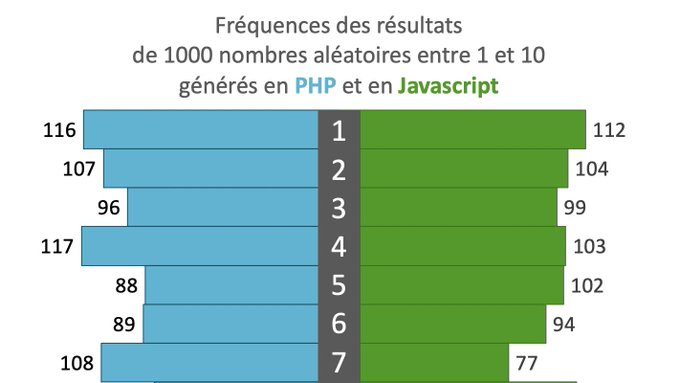 Fréquences des résultats
de 1000 nombres aléatoires entre 1 et 10
générés en PHP et en Javascript
116 1 112
107 2 104
96 3 99
117 4 103
88 5 102
89 6 94
108 7 77